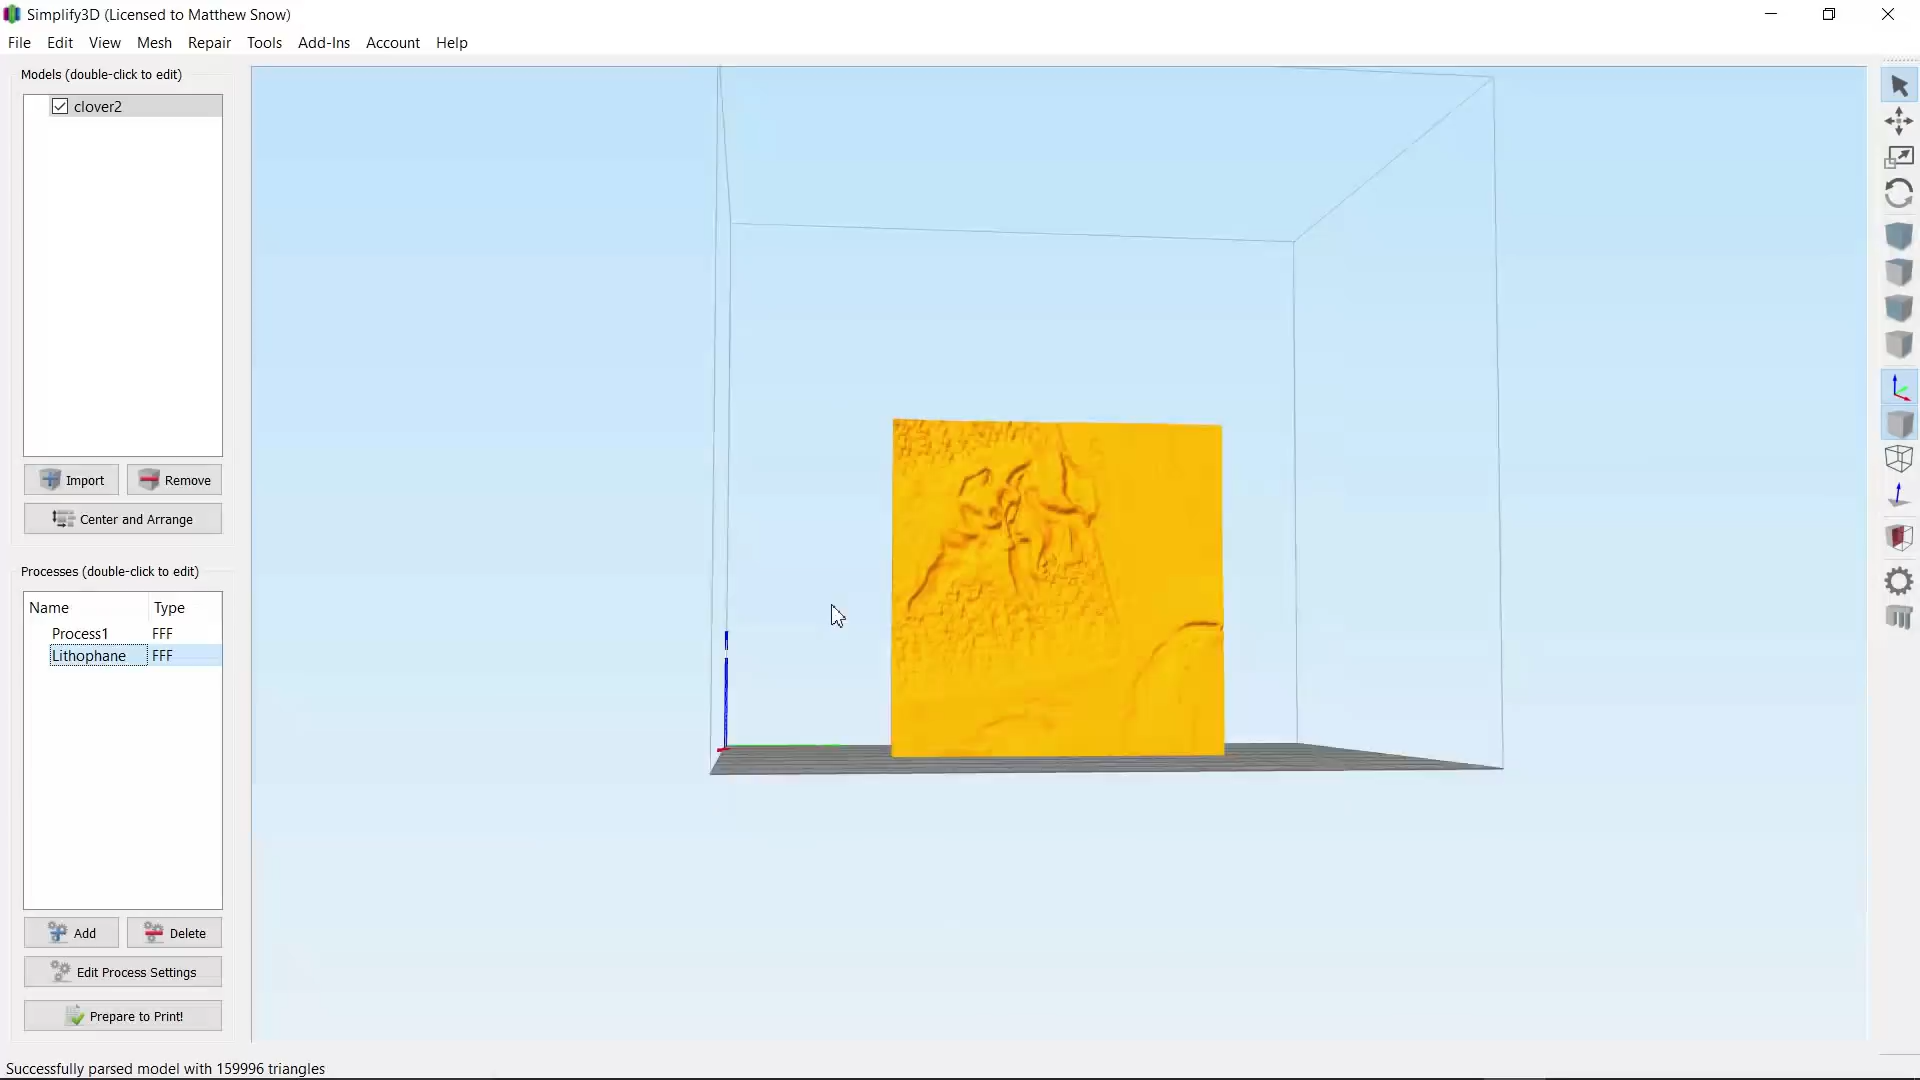 Simplify3D (Licensed to Matthew Snow)
File Edit View Mesh Repair Tools Add-Ins Account Help
Models (double-click to edit)
clover2
Import Remove
Center and Arrange
Processes (double-click to edit)
Name Type
Process1 FFF
Lithophane FFF
Add Delete
Edit Process Settings
Prepare to Print!
Successfully parsed model with 159996 triangles